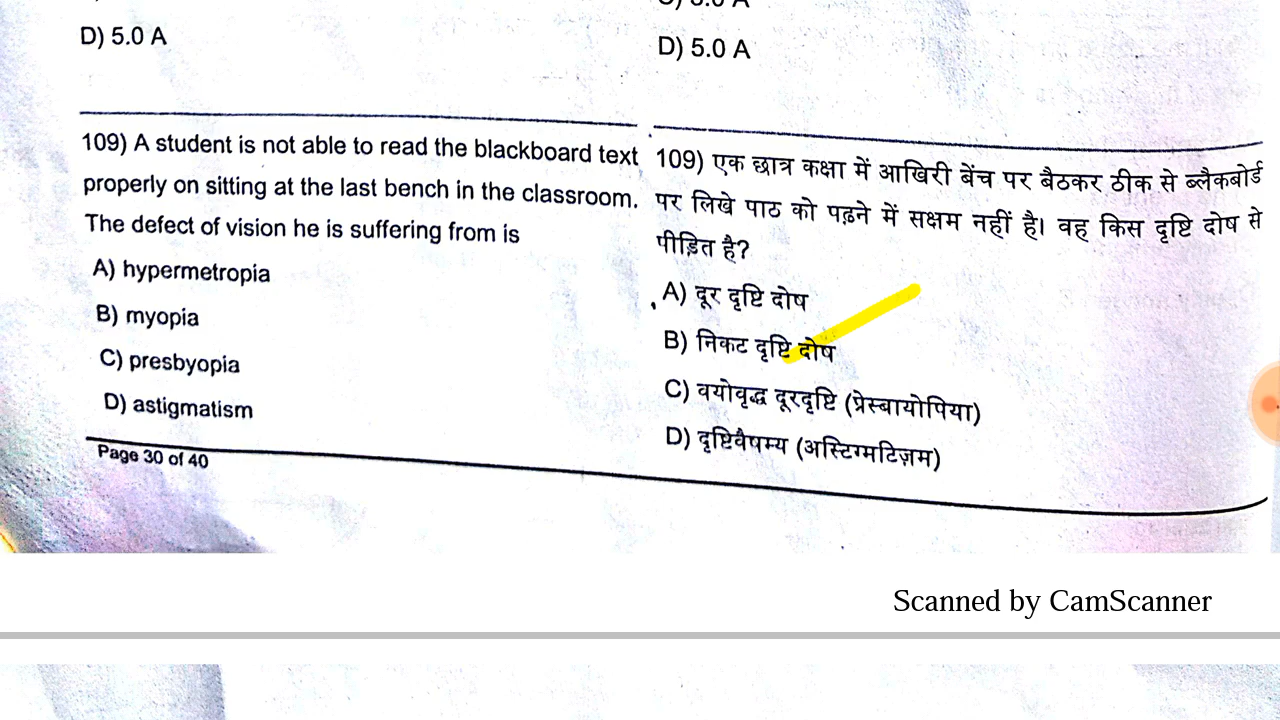 D) 5.0 A
109) A student is not able to read the blackboard text
properly on sitting at the last bench in the classroom.
The defect of vision he is suffering from is
A) hypermetropia
B) myopia
C) presbyopia
D) astigmatism
Page 30 of 40
D) 5.0 A
109) एक छात्र कक्षा में आखिरी बेंच पर बैठकर ठीक से ब्लैकबोर्ड
पर लिखे पाठ को पढ़ने में सक्षम नहीं है। वह किस दृष्टि दोष से
पीड़ित है?
A) दूर दृष्टि दोष
B) निकट दृष्टि दोष
C) वयोवृद्ध दूरदृष्टि (प्रेस्बायोपिया)
D) दृष्टिवैषम्य (अस्टिग्मटिज़म)
Scanned by CamScanner